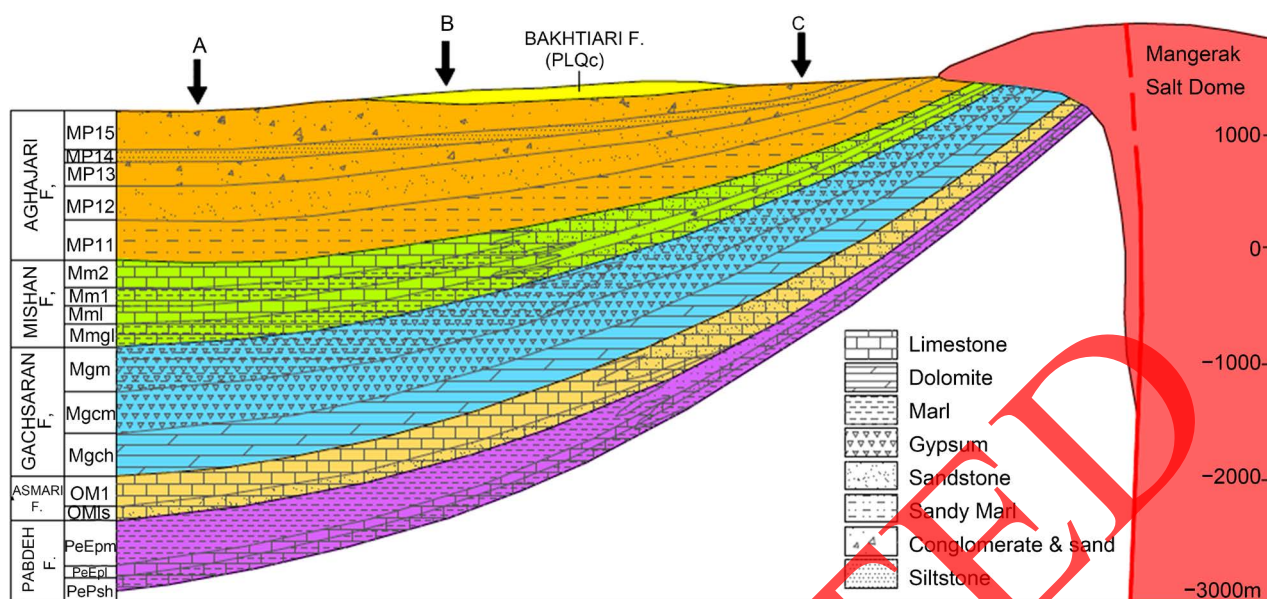 A
B
BAKHTIARI F.
(PLQc)
C
Mangerak
Salt Dome
AGHAJARI
F,
MP15
MP14
MP13
MP12
MP11
MISHAN
F,
Mm2
Mm1
Mml
Mmgl
GACHSARAN
F,
Mgm
Mgcm
Mgch
ASMARI
F.
OM1
OMls
PABDEH
F.
PeEpm
PeEpl
PePsh
1000
0
−1000
−2000
−3000m
Limestone
Dolomite
Marl
Gypsum
Sandstone
Sandy Marl
Conglomerate & sand
Siltstone
TED